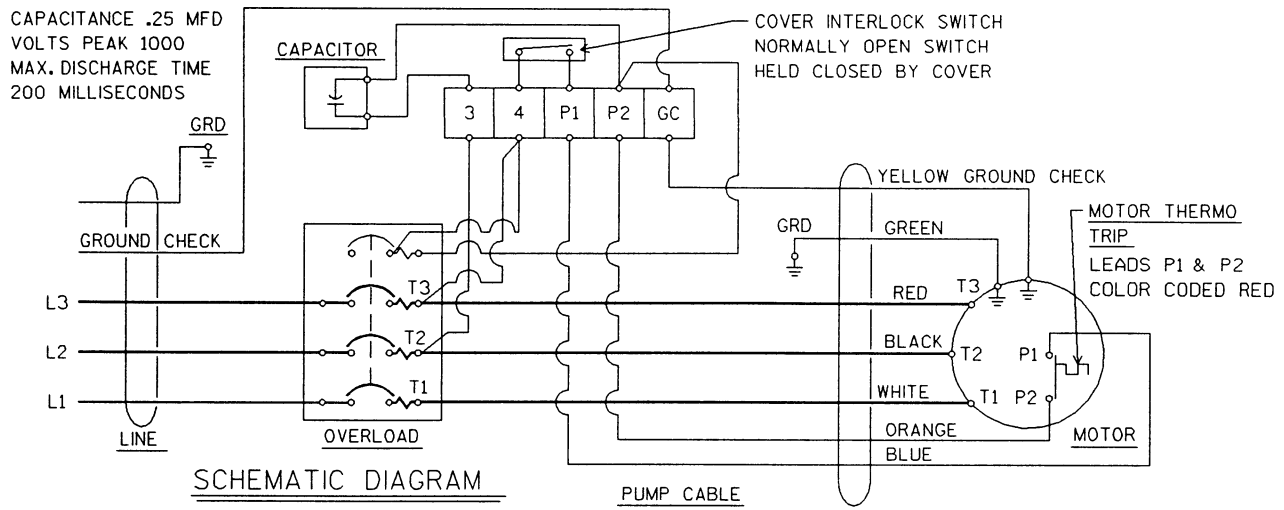 CAPACITANCE .25 MFD
VOLTS PEAK 1000
MAX. DISCHARGE TIME
200 MILLISECONDS
CAPACITOR
COVER INTERLOCK SWITCH
NORMALLY OPEN SWITCH
HELD CLOSED BY COVER
3 4 P1 P2 GC
GRD
YELLOW GROUND CHECK
MOTOR THERMO
TRIP
LEADS P1 & P2
COLOR CODED RED
GROUND CHECK
GRD
GREEN
L3
T3
RED
T3
L2
T2
BLACK
T2
P1
L1
T1
WHITE
T1
P2
LINE
OVERLOAD
ORANGE
MOTOR
BLUE
SCHEMATIC DIAGRAM
PUMP CABLE